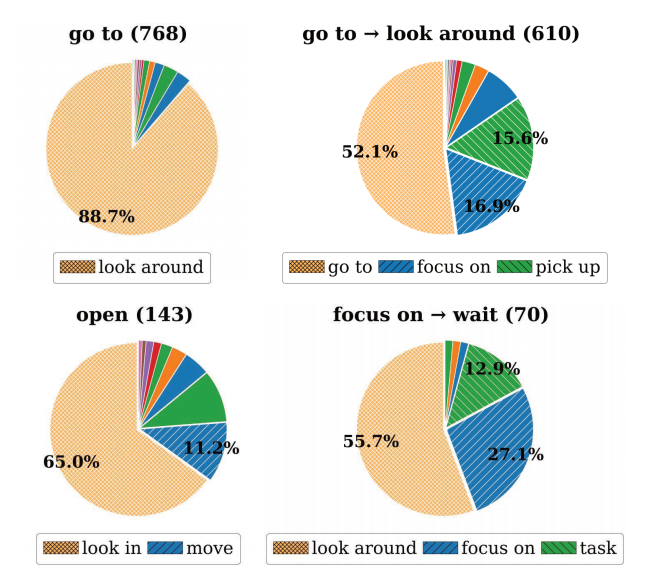 go to (768)
88.7%
look around
go to → look around (610)
52.1%
15.6%
16.9%
go to focus on pick up
open (143)
65.0%
11.2%
look in move
focus on → wait (70)
55.7%
12.9%
27.1%
look around focus on task